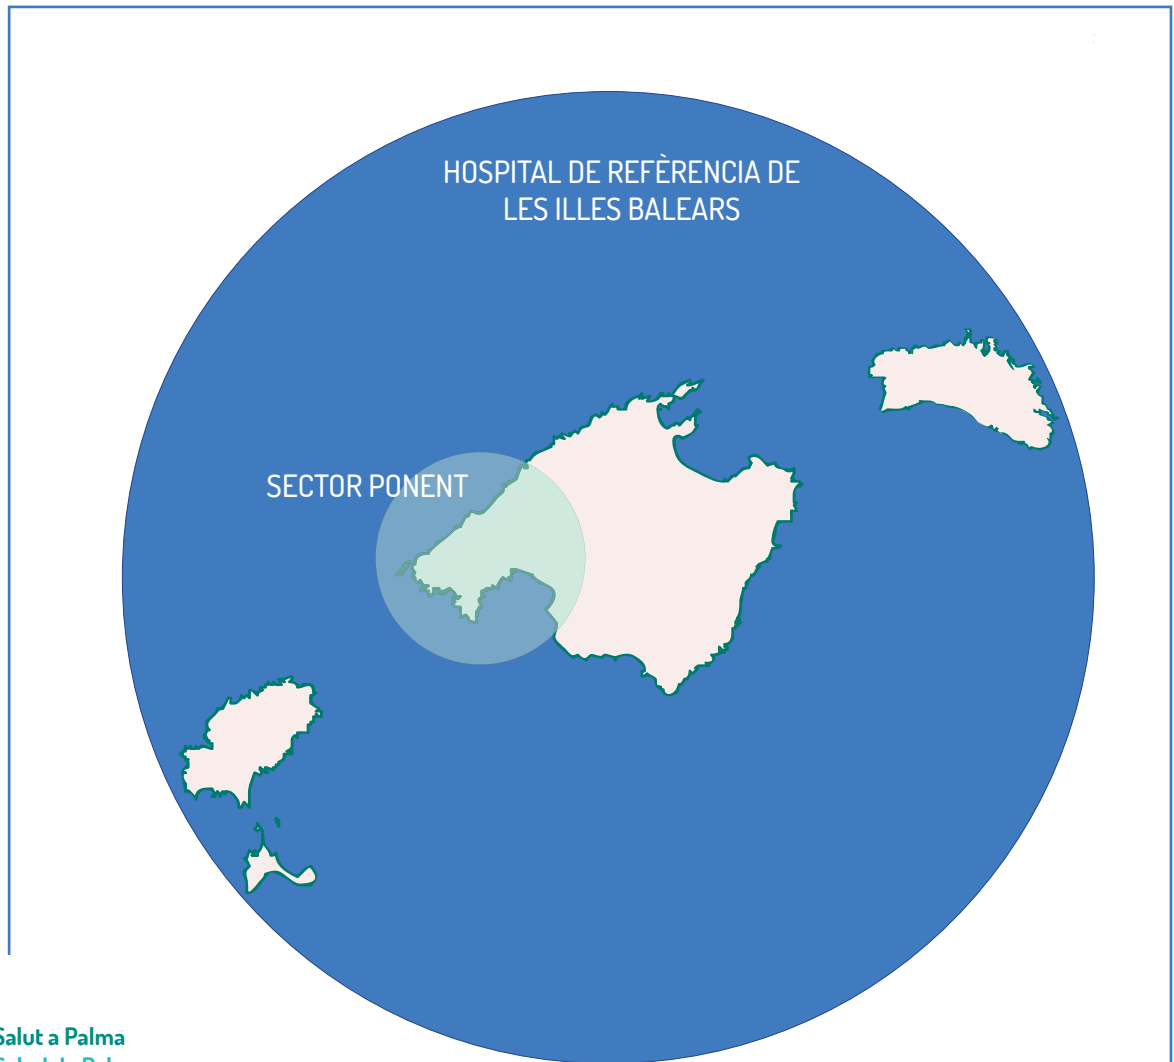 HOSPITAL DE REFÈRENCIA DE
LES ILLES BALEARS
SECTOR PONENT
Salut a Palma